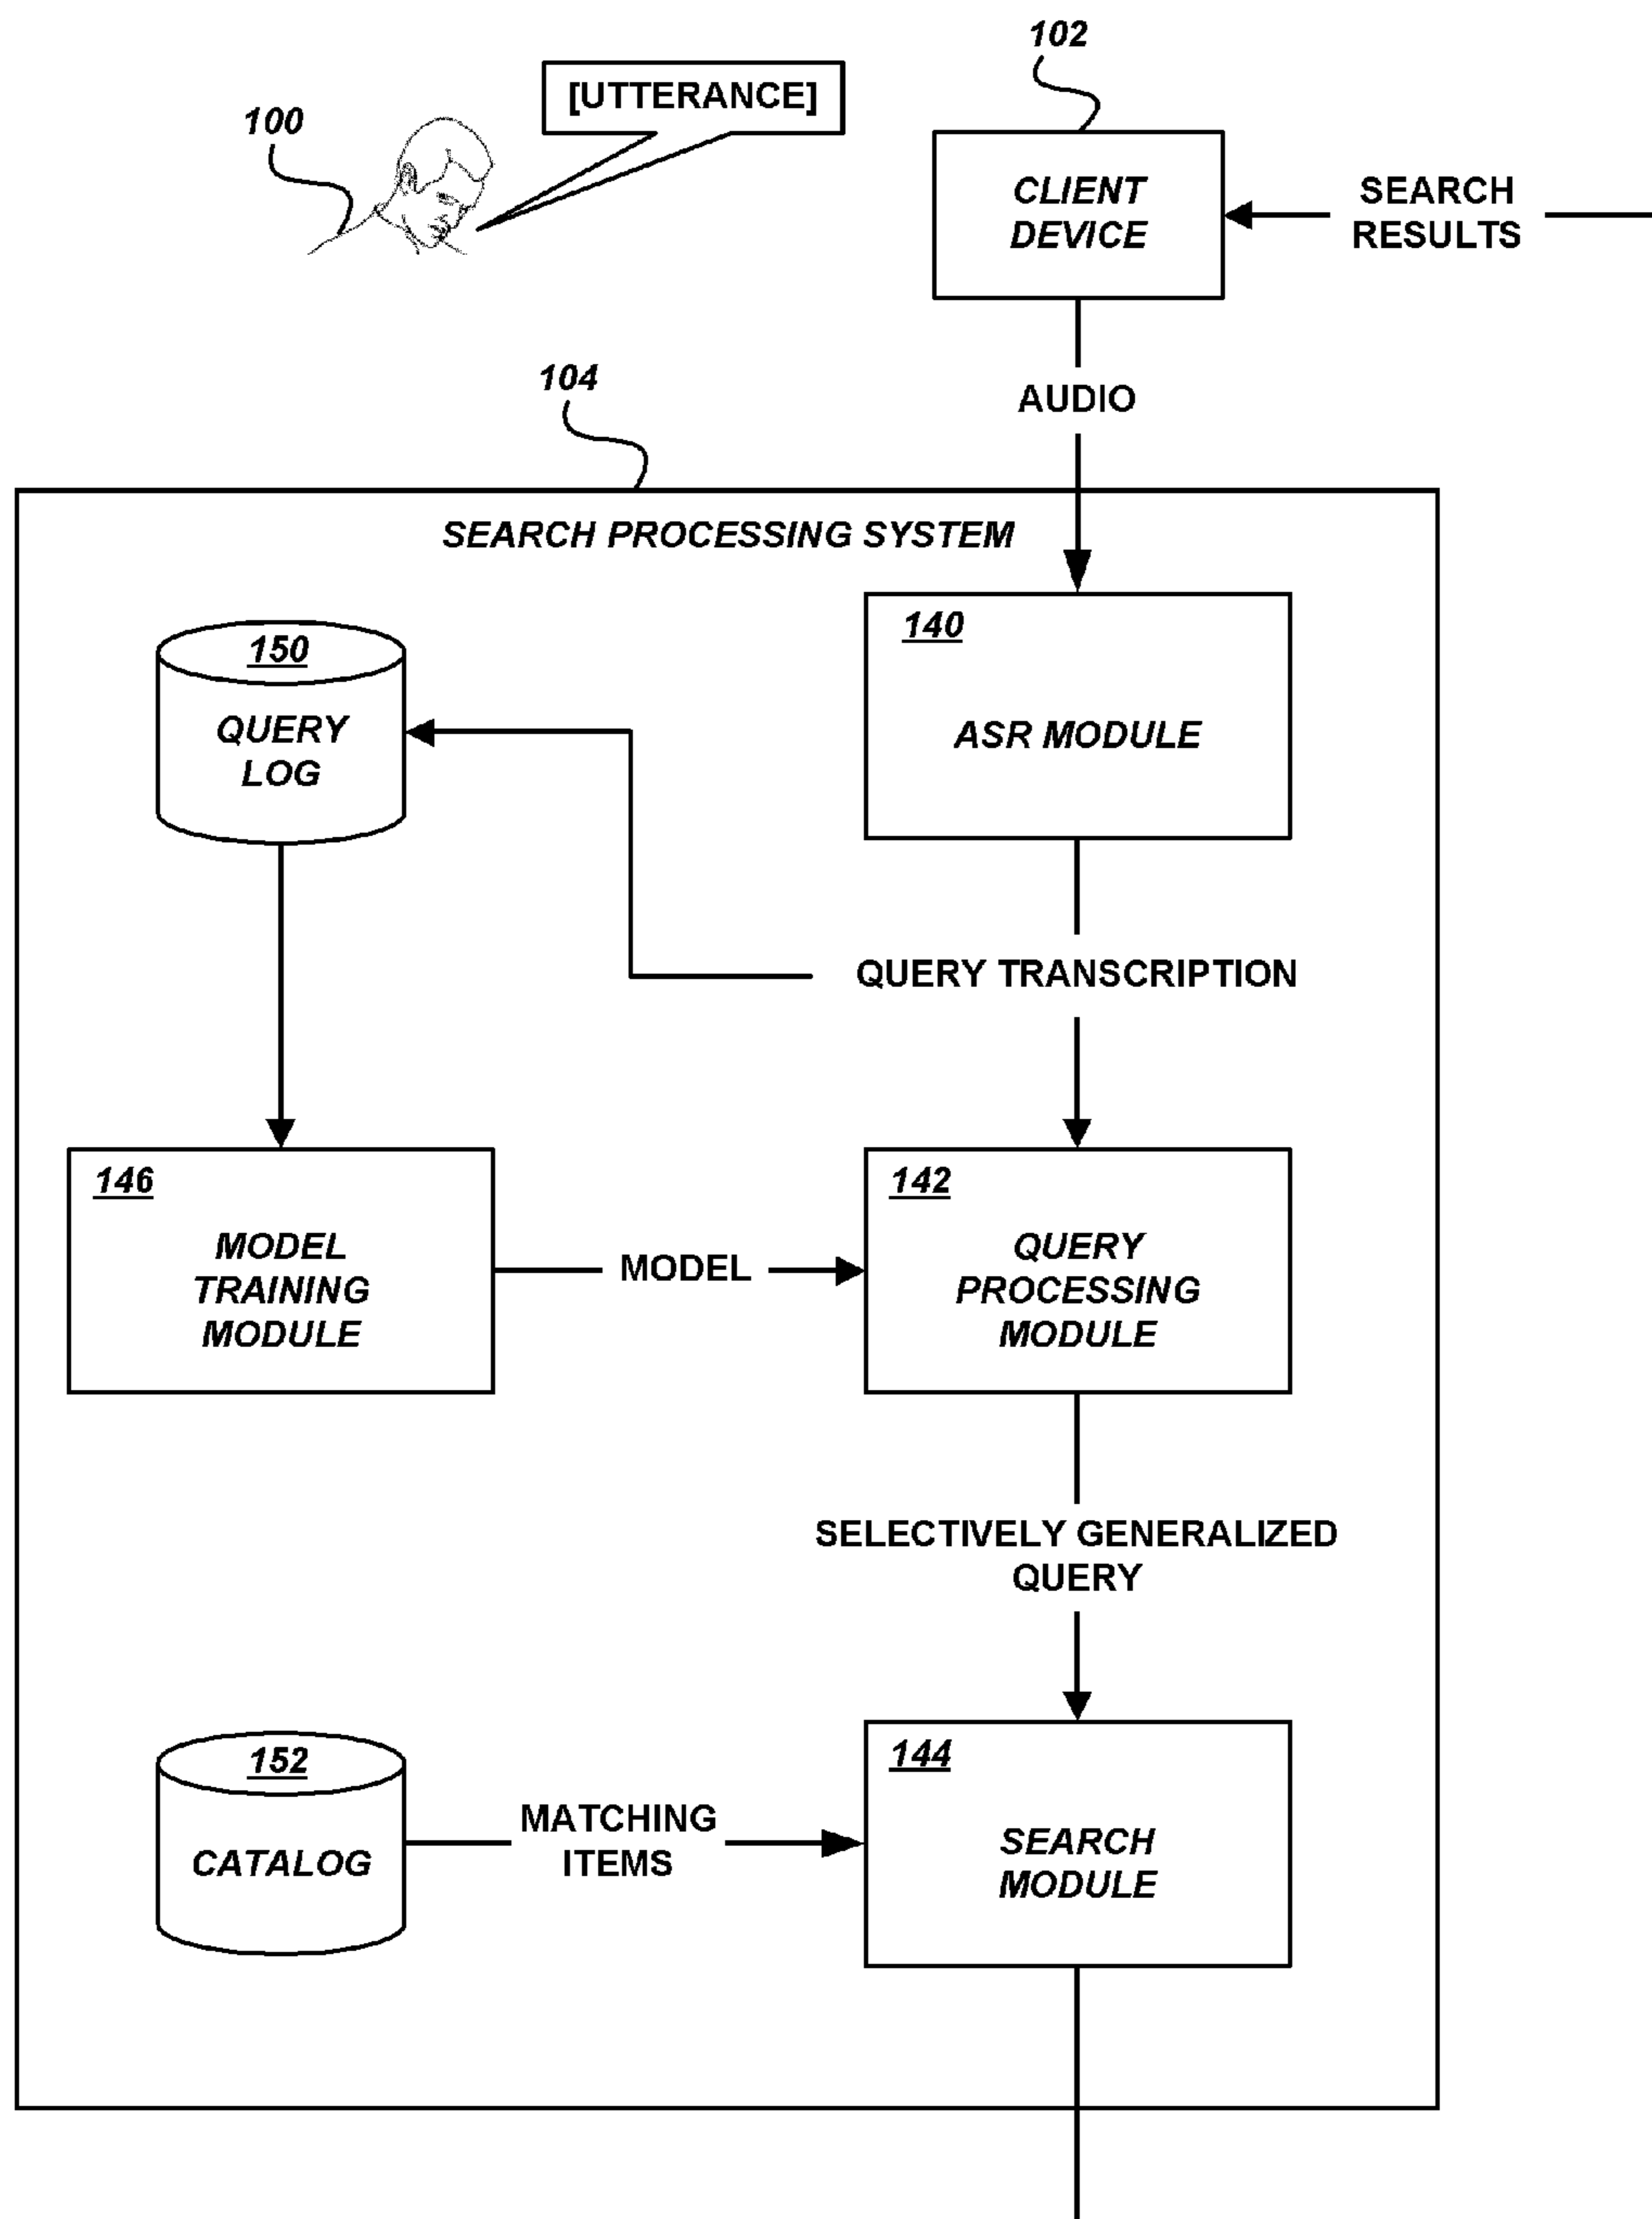 102
100
[UTTERANCE]
CLIENT
DEVICE
SEARCH
RESULTS
104
AUDIO
SEARCH PROCESSING SYSTEM
150
QUERY
LOG
140
ASR MODULE
QUERY TRANSCRIPTION
146
MODEL
TRAINING
MODULE
MODEL
142
QUERY
PROCESSING
MODULE
SELECTIVELY GENERALIZED
QUERY
152
CATALOG
MATCHING
ITEMS
144
SEARCH
MODULE